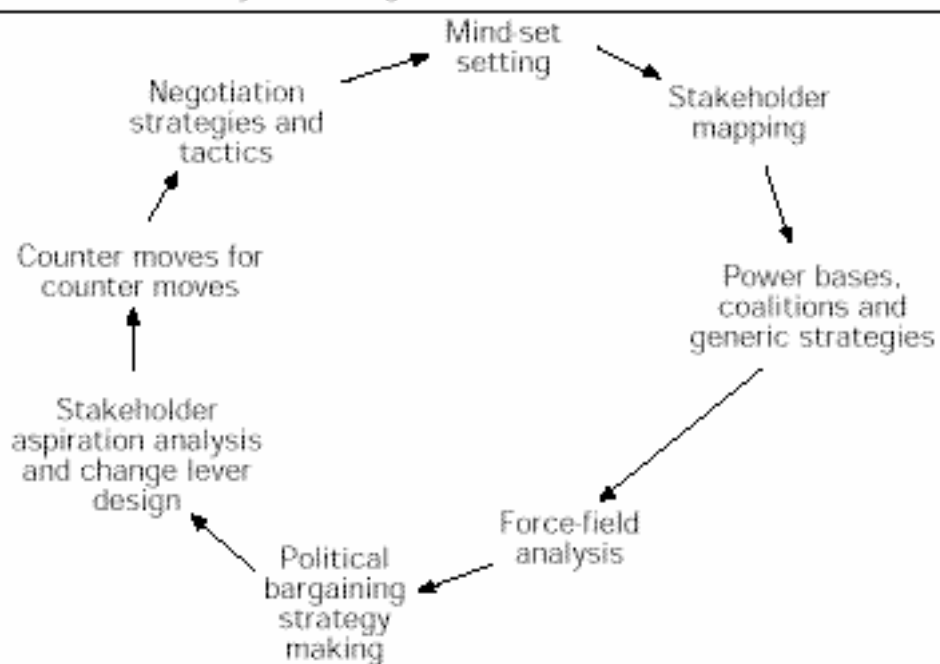 Mind-set
setting
Stakeholder
mapping
Power bases,
coalitions and
generic strategies
Force-field
analysis
Political
bargaining
strategy
making
Stakeholder
aspiration analysis
and change lever
design
Counter moves for
counter moves
Negotiation
strategies and
tactics